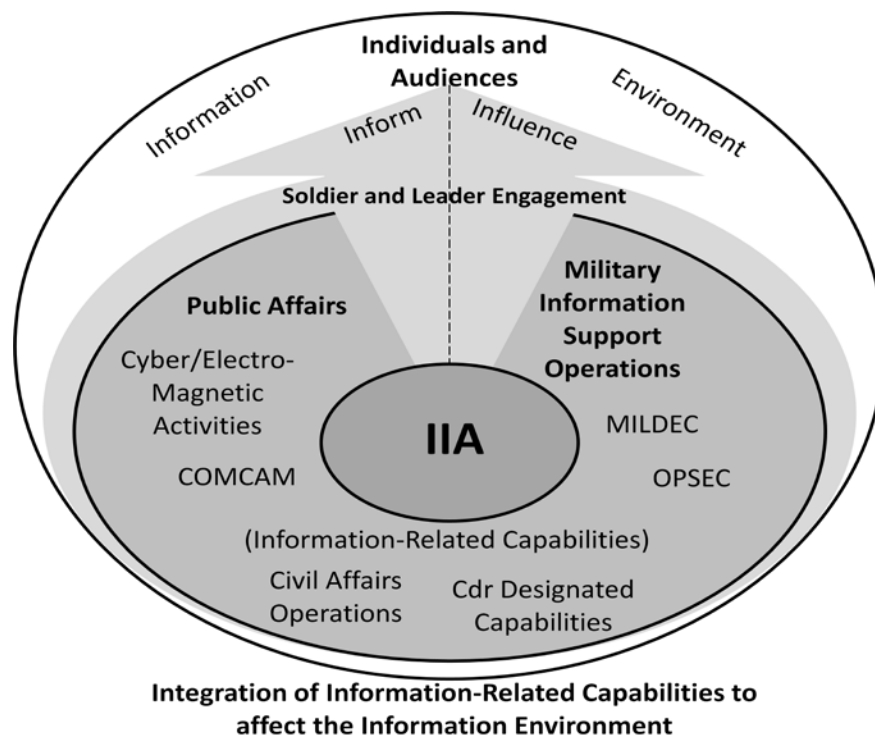 Individuals and
Audiences
Information
Environment
Inform
Influence
Soldier and Leader Engagement
Public Affairs
Cyber/Electro-
Magnetic
Activities
COMCAM
Military
Information
Support
Operations
MILDEC
OPSEC
IIA
(Information-Related Capabilities)
Civil Affairs
Operations
Cdr Designated
Capabilities
Integration of Information-Related Capabilities to
affect the Information Environment